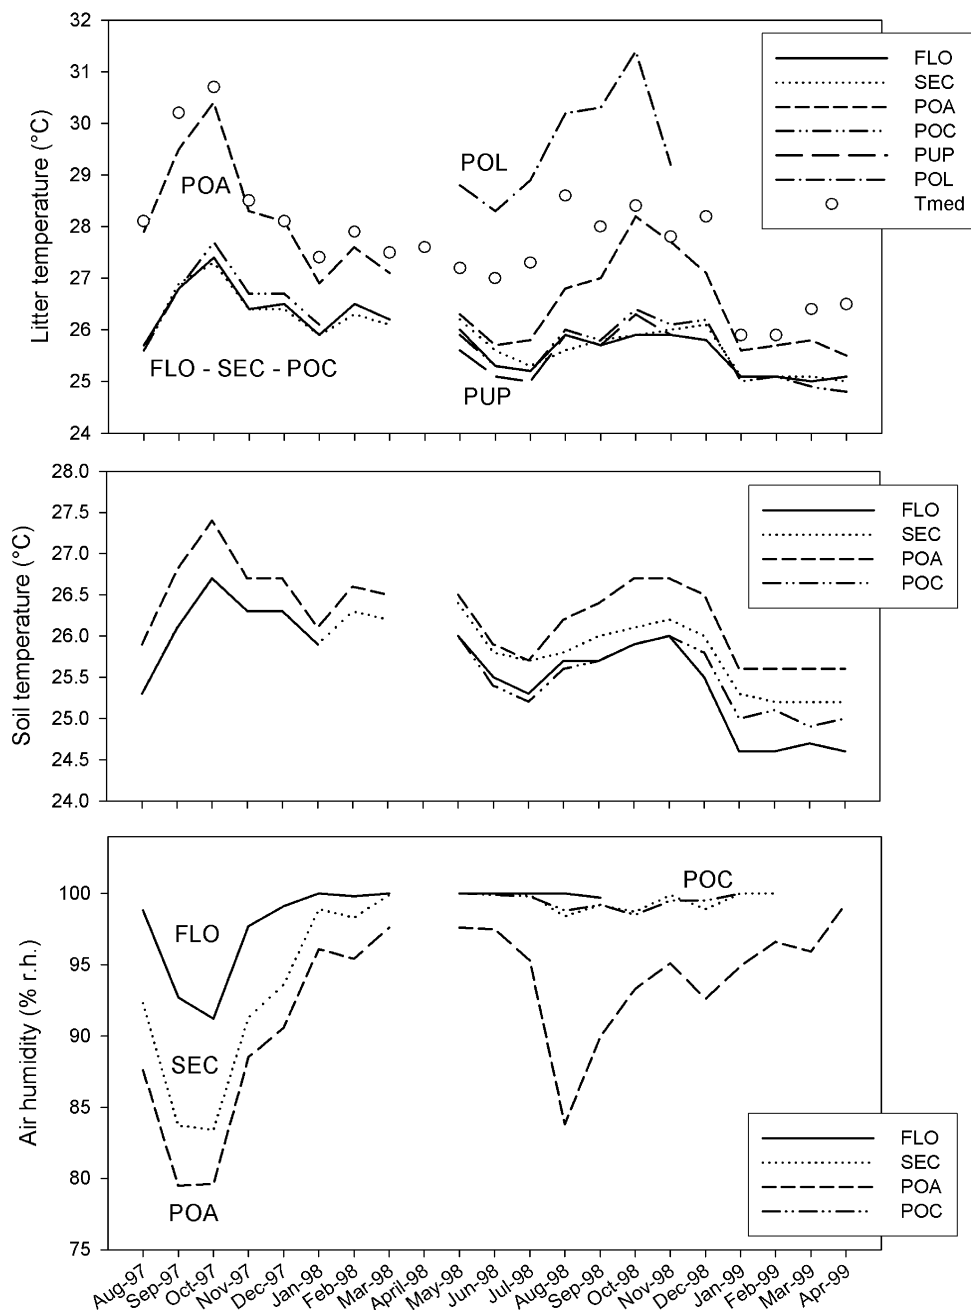 32
31
30
29
28
27
26
25
24
Litter temperature (°C)
POA
POL
FLO - SEC - POC
PUP
FLO
SEC
POA
POC
PUP
POL
Tmed
28.0
27.5
27.0
26.5
26.0
25.5
25.0
24.5
24.0
Soil temperature (°C)
FLO
SEC
POA
POC
100
95
90
85
80
75
Air humidity (% r.h.)
FLO
SEC
POA
POC
FLO
SEC
POA
POC
Aug-97
Sep-97
Oct-97
Nov-97
Dec-97
Jan-98
Feb-98
Mar-98
April-98
May-98
Jun-98
Jul-98
Aug-98
Sep-98
Oct-98
Nov-98
Dec-98
Jan-99
Feb-99
Mar-99
Apr-99